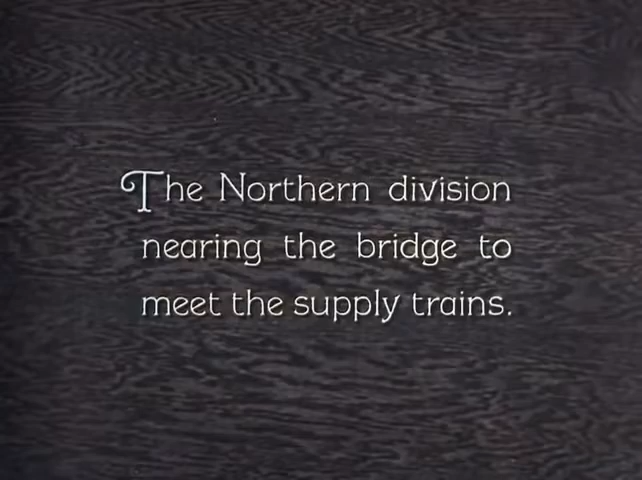 The Northern division
nearing the bridge to
meet the supply trains.